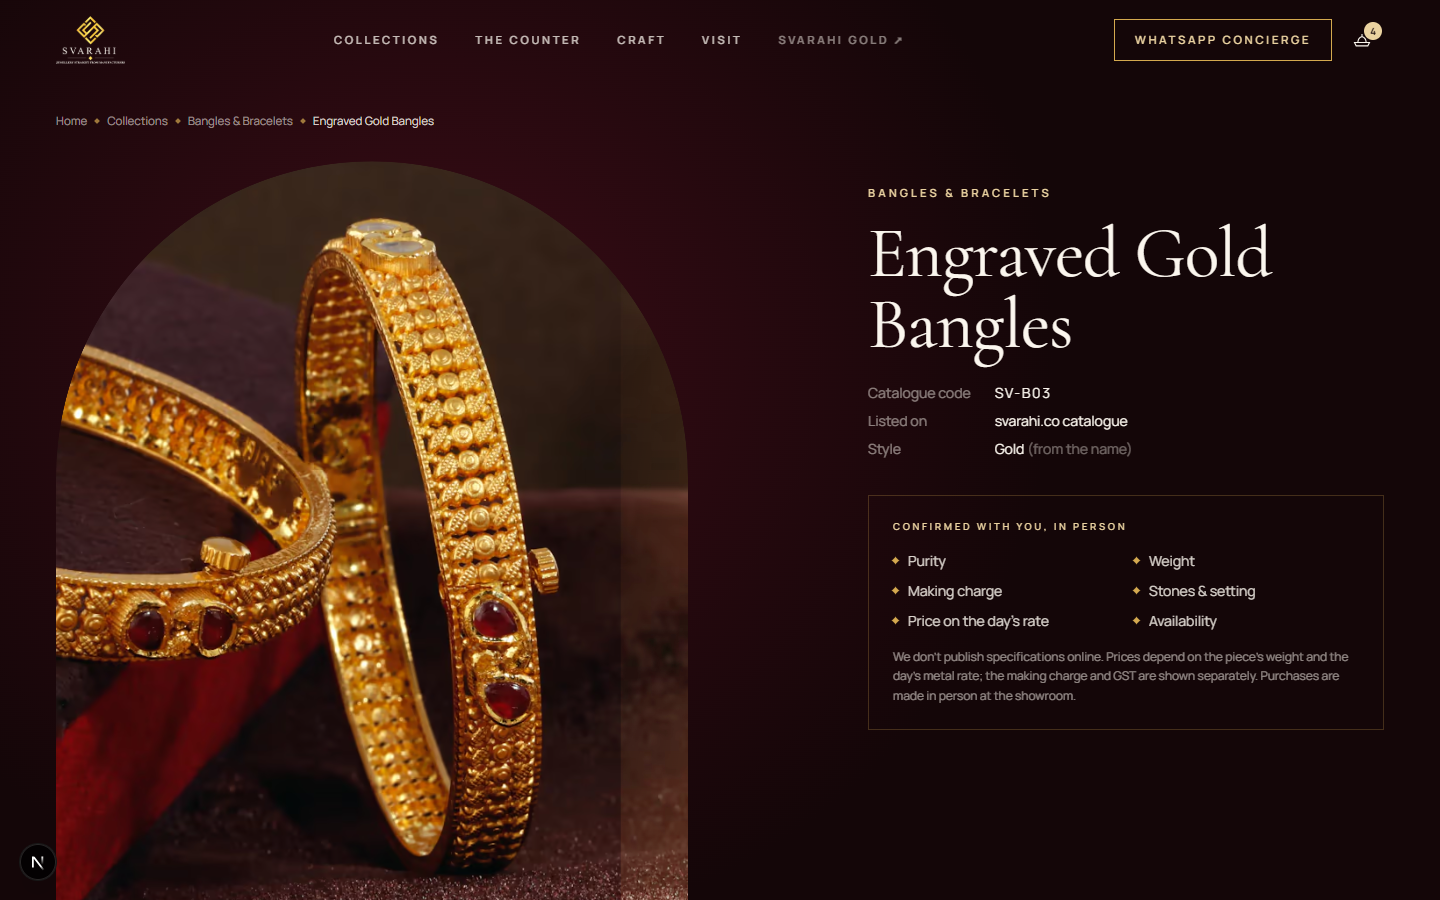 SVARAHI
COLLECTIONS
THE COUNTER
CRAFT
VISIT
SVARAHI GOLD ↗
WHATSAPP CONCIERGE
4
Home ◆ Collections ◆ Bangles & Bracelets ◆ Engraved Gold Bangles
BANGLES & BRACELETS
Engraved Gold
Bangles
Catalogue code SV-B03
Listed on svarahi.co catalogue
Style Gold (from the name)
CONFIRMED WITH YOU, IN PERSON
Purity
Weight
Making charge
Stones & setting
Price on the day's rate
Availability
We don't publish specifications online. Prices depend on the piece's weight and the
day's metal rate; the making charge and GST are shown separately. Purchases are
made in person at the showroom.
N